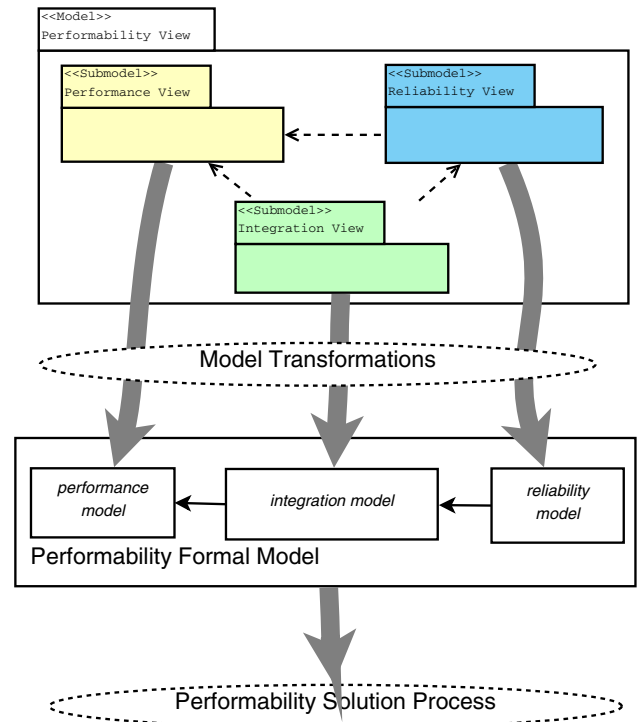 <<Model>>
Performability View
<<Submodel>>
Performance View
<<Submodel>>
Reliability View
<<Submodel>>
Integration View
Model Transformations
performance
model
integration model
reliability
model
Performability Formal Model
Performability Solution Process